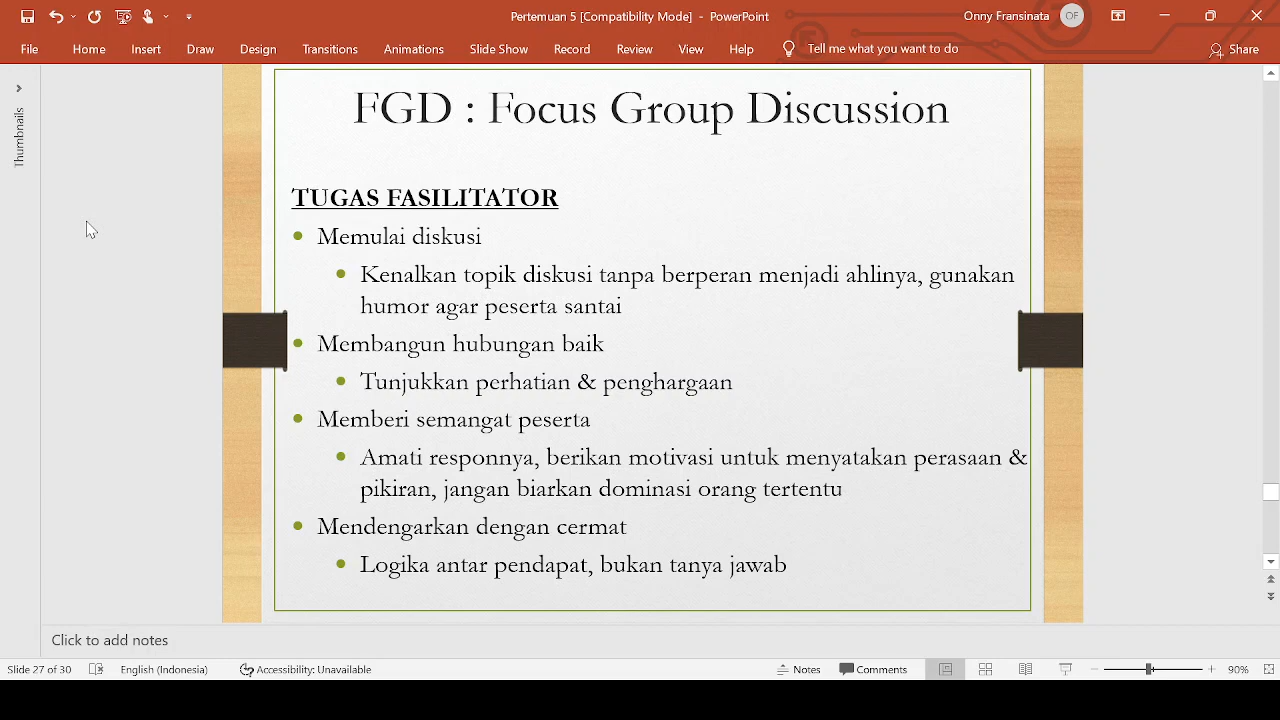 Pertemuan 5 [Compatibility Mode] - PowerPoint
Onny Fransinata
OF
File Home Insert Draw Design Transitions Animations Slide Show Record Review View Help Tell me what you want to do Share
Thumbnails
FGD : Focus Group Discussion
TUGAS FASILITATOR
• Memulai diskusi
• Kenalkan topik diskusi tanpa berperan menjadi ahlinya, gunakan
humor agar peserta santai
• Membangun hubungan baik
• Tunjukkan perhatian & penghargaan
• Memberi semangat peserta
• Amati responnya, berikan motivasi untuk menyatakan perasaan &
pikiran, jangan biarkan dominasi orang tertentu
• Mendengarkan dengan cermat
• Logika antar pendapat, bukan tanya jawab
Click to add notes
Slide 27 of 30 English (Indonesia) Accessibility: Unavailable Notes Comments 90%